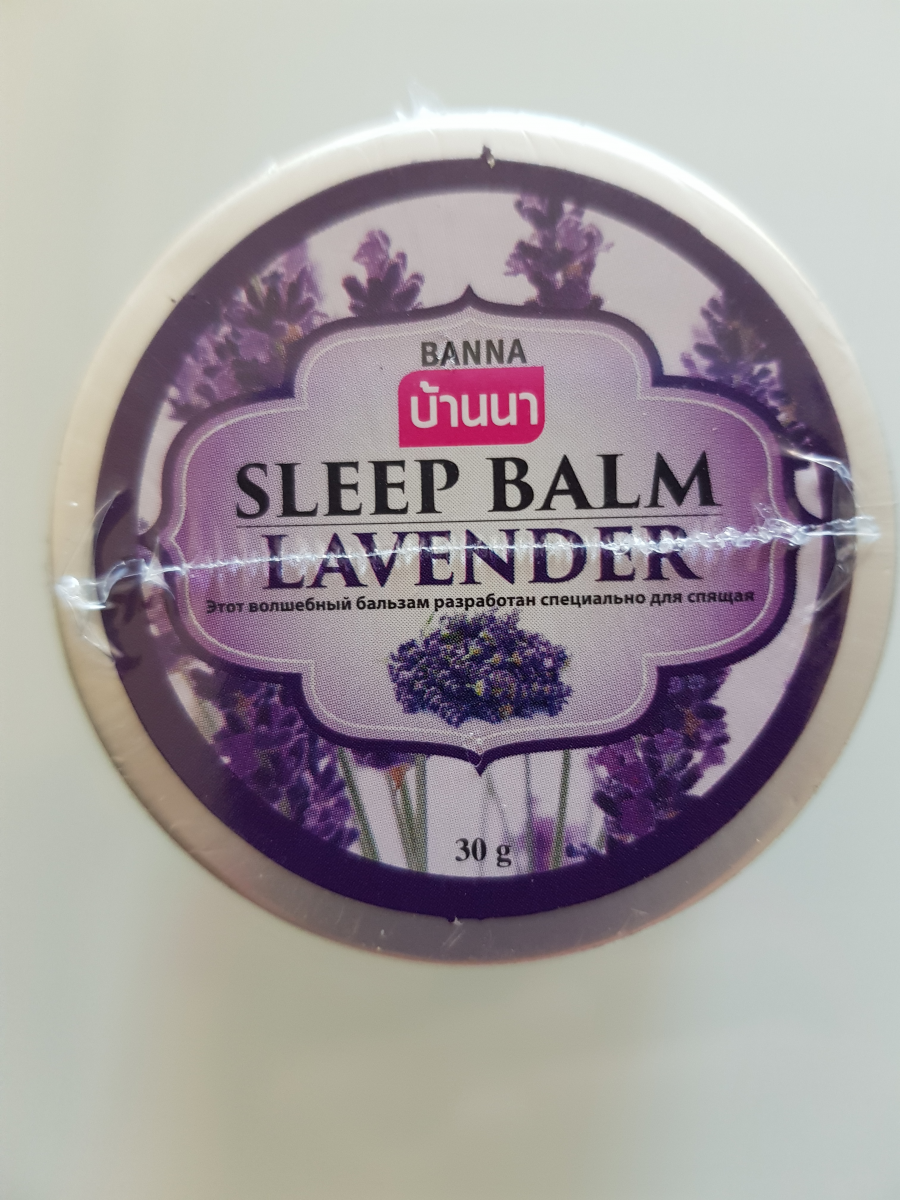 BANNA
บ้านนา
SLEEP BALM
LAVENDER
Этот волшебный бальзам разработан специально для спящая
30 g